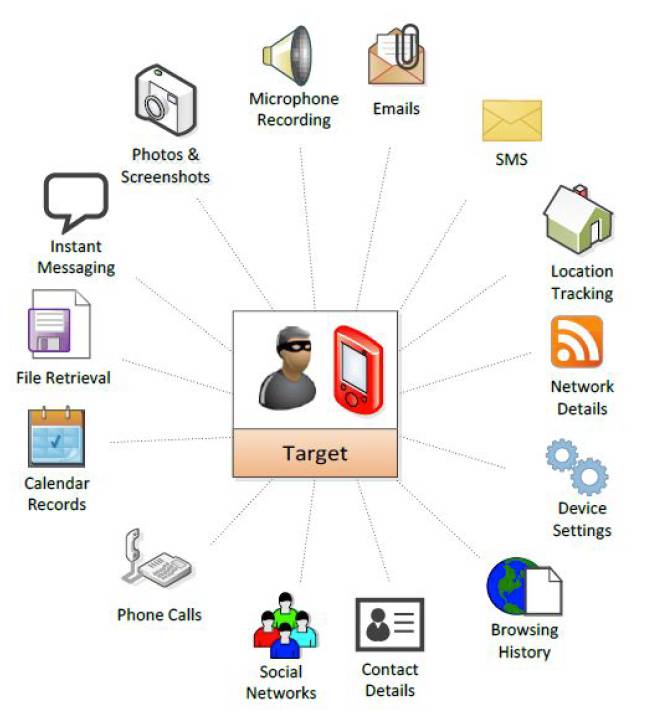 Microphone
Recording
Emails
SMS
Photos &
Screenshots
Instant
Messaging
Location
Tracking
File Retrieval
Network
Details
Target
Calendar
Records
Device
Settings
Phone Calls
Browsing
History
Social
Networks
Contact
Details